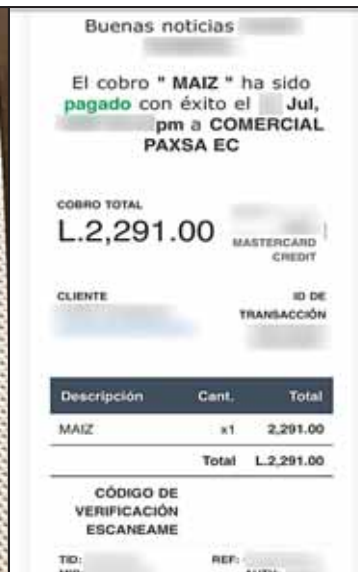 Buenas noticias
El cobro " MAIZ " ha sido
pagado con éxito el Jul,
pm a COMERCIAL
PAXSA EC
COBRO TOTAL
L.2,291.00
MASTERCARD
CREDIT
CLIENTE
ID DE
TRANSACCIÓN
Descripción Cant. Total
MAIZ x1 2,291.00
Total L.2,291.00
CÓDIGO DE
VERIFICACIÓN
ESCANEAME
TID: REF: